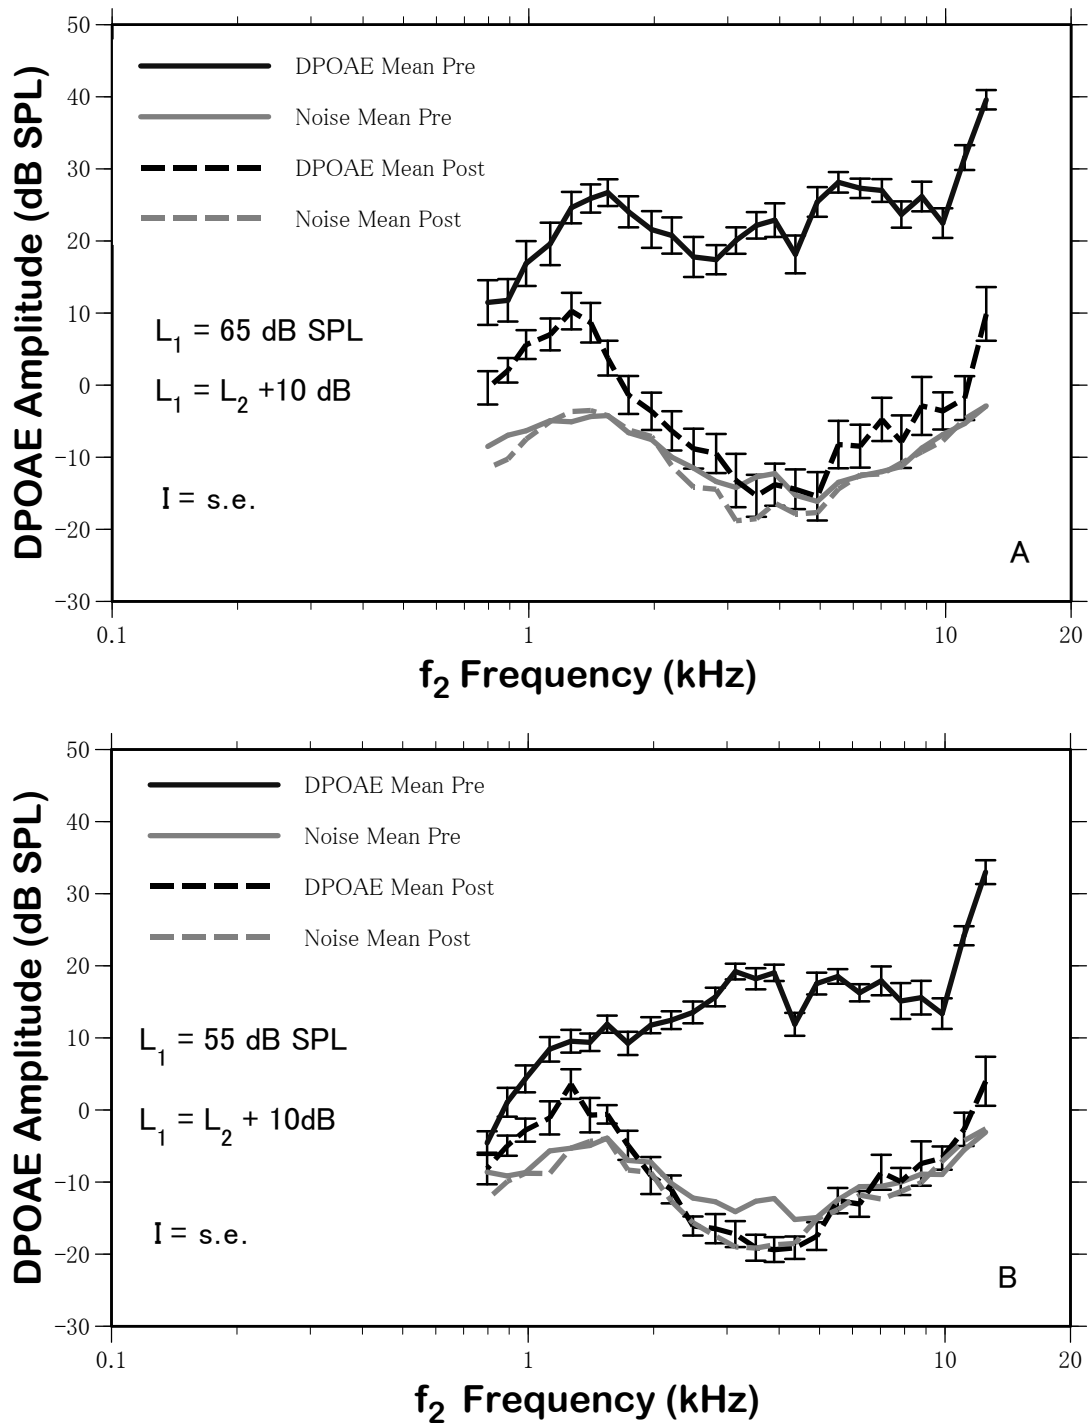 50
40
30
20
10
0
−10
−20
−30
DPOAE Amplitude (dB SPL)
DPOAE Mean Pre
Noise Mean Pre
DPOAE Mean Post
Noise Mean Post
L1 = 65 dB SPL
L1 = L2 +10 dB
I = s.e.
A
0.1 1 10 20
f2 Frequency (kHz)
50
40
30
20
10
0
−10
−20
−30
DPOAE Amplitude (dB SPL)
DPOAE Mean Pre
Noise Mean Pre
DPOAE Mean Post
Noise Mean Post
L1 = 55 dB SPL
L1 = L2 + 10dB
I = s.e.
B
0.1 1 10 20
f2 Frequency (kHz)